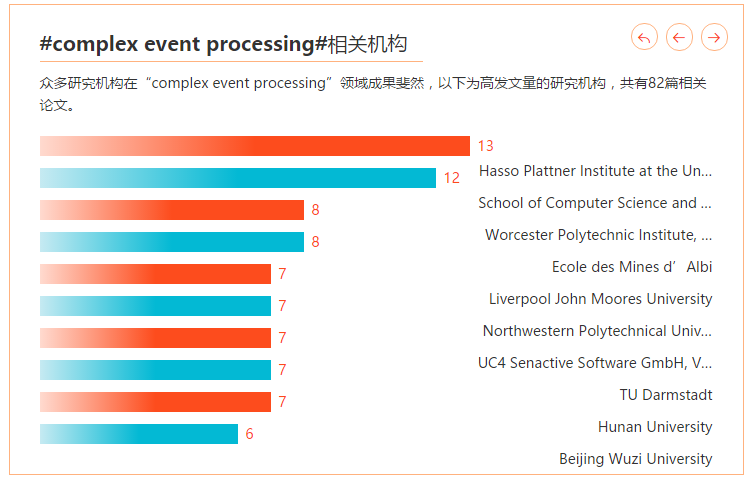 #complex event processing#相关机构
众多研究机构在“complex event processing”领域成果斐然，以下为高发文量的研究机构，共有82篇相关
论文。
13
Hasso Plattner Institute at the Un...
12
School of Computer Science and ...
8
Worcester Polytechnic Institute, ...
8
Ecole des Mines d’Albi
7
Liverpool John Moores University
7
Northwestern Polytechnical Univ...
7
UC4 Senactive Software GmbH, V...
7
TU Darmstadt
7
Hunan University
6
Beijing Wuzi University